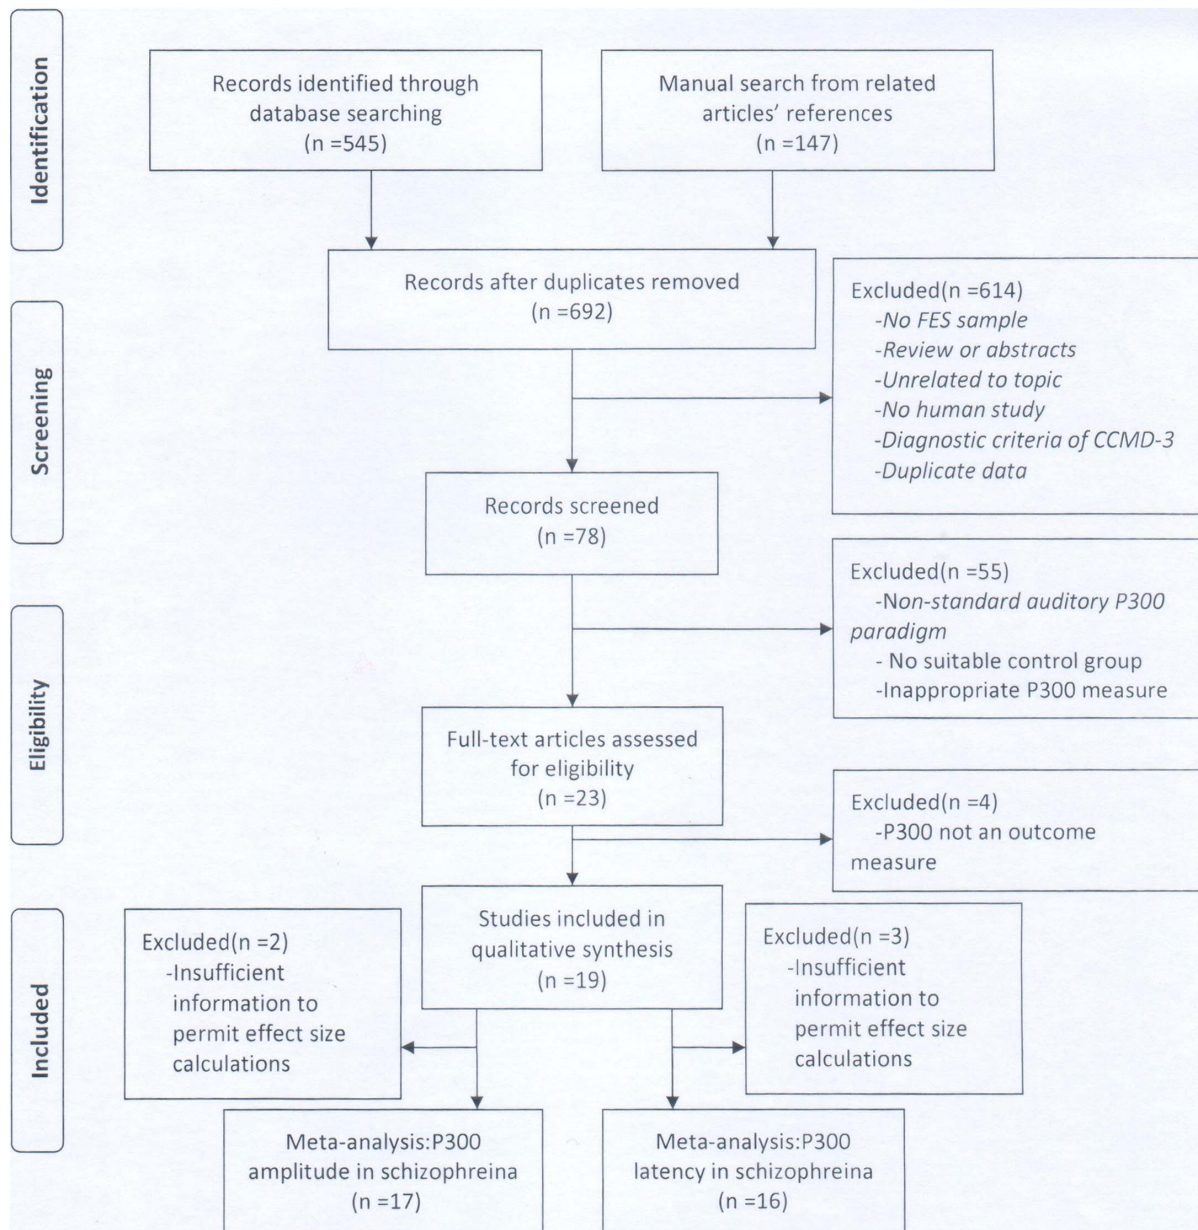 Identification
Records identified through
database searching
(n =545)
Manual search from related
articles' references
(n =147)
Records after duplicates removed
(n =692)
Screening
Excluded(n =614)
-No FES sample
-Review or abstracts
-Unrelated to topic
-No human study
-Diagnostic criteria of CCMD-3
-Duplicate data
Records screened
(n =78)
Eligibility
Excluded(n =55)
-Non-standard auditory P300
paradigm
- No suitable control group
-Inappropriate P300 measure
Full-text articles assessed
for eligibility
(n =23)
Excluded(n =4)
-P300 not an outcome
measure
Included
Studies included in
qualitative synthesis
(n =19)
Excluded(n =2)
-Insufficient
information to
permit effect size
calculations
Excluded(n =3)
-Insufficient
information to
permit effect size
calculations
Meta-analysis:P300
amplitude in schizophreina
(n =17)
Meta-analysis:P300
latency in schizophreina
(n =16)